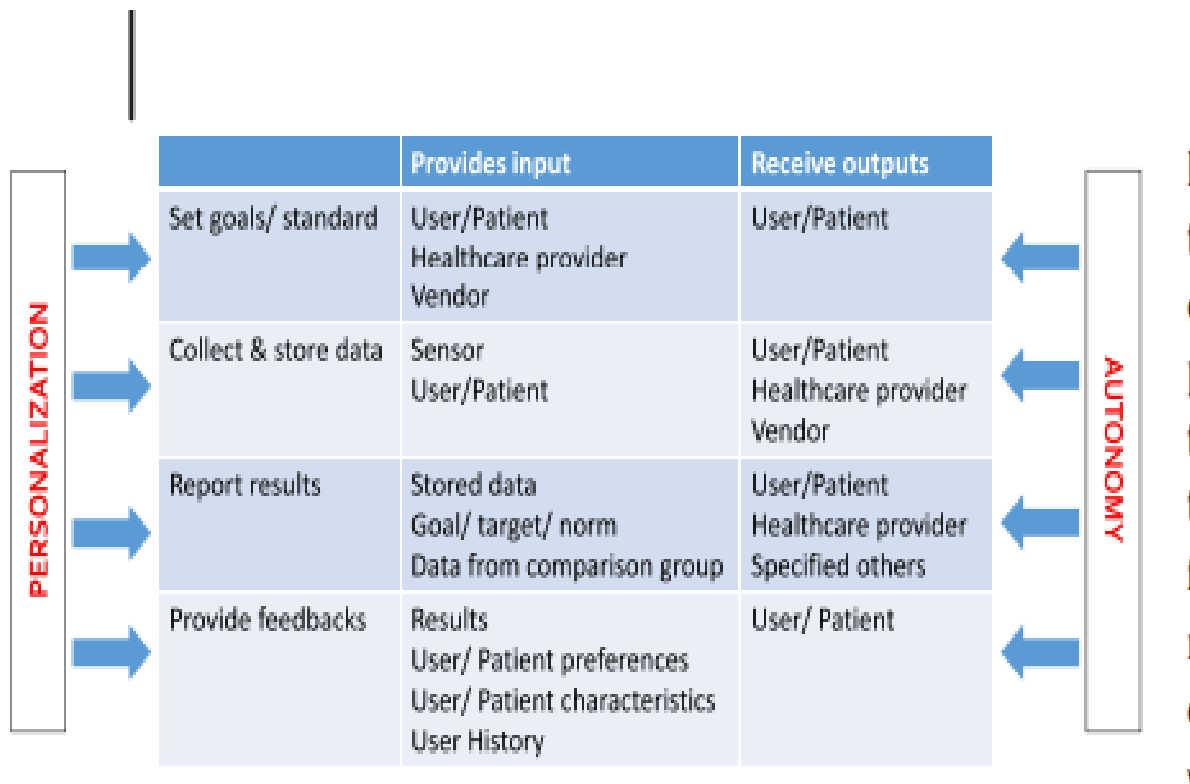 PERSONALIZATION
Provides input
Receive outputs
Set goals/ standard
User/Patient
Healthcare provider
Vendor
User/Patient
Collect & store data
Sensor
User/Patient
User/Patient
Healthcare provider
Vendor
Report results
Stored data
Goal/ target/ norm
Data from comparison group
User/Patient
Healthcare provider
Specified others
Provide feedbacks
Results
User/ Patient preferences
User/ Patient characteristics
User History
User/ Patient
AUTONOMY